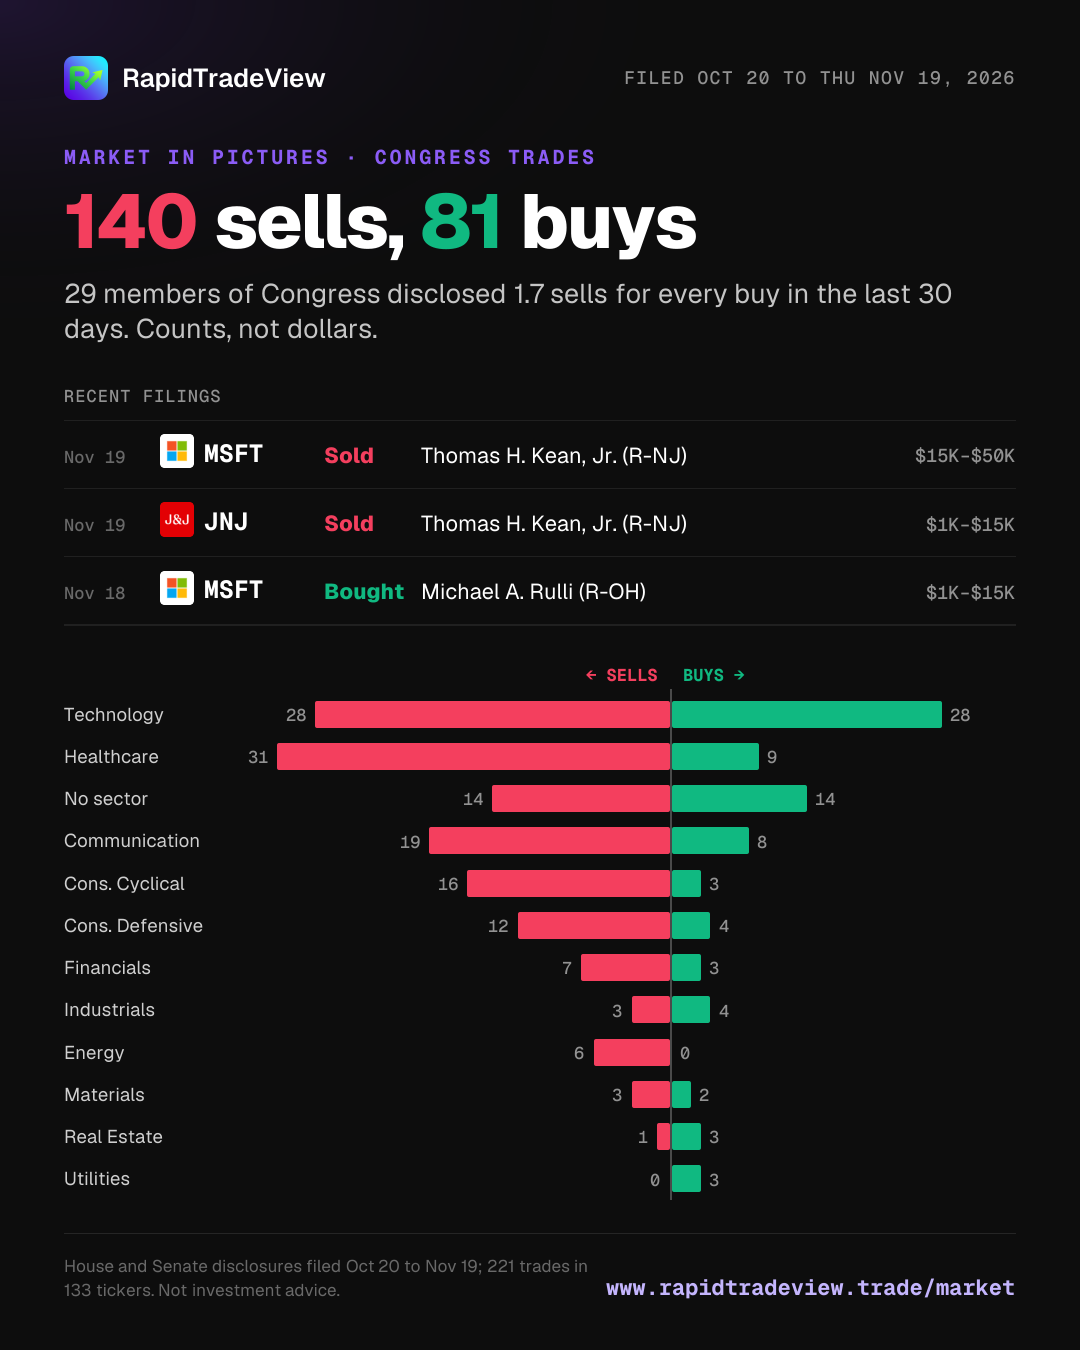 RapidTradeView
FILED OCT 20 TO THU NOV 19, 2026
MARKET IN PICTURES · CONGRESS TRADES
140 sells, 81 buys
29 members of Congress disclosed 1.7 sells for every buy in the last 30
days. Counts, not dollars.
RECENT FILINGS
Nov 19 MSFT Sold Thomas H. Kean, Jr. (R-NJ) $15K–$50K
Nov 19 J&J JNJ Sold Thomas H. Kean, Jr. (R-NJ) $1K–$15K
Nov 18 MSFT Bought Michael A. Rulli (R-OH) $1K–$15K
← SELLS BUYS →
Technology 28 28
Healthcare 31 9
No sector 14 14
Communication 19 8
Cons. Cyclical 16 3
Cons. Defensive 12 4
Financials 7 3
Industrials 3 4
Energy 6 0
Materials 3 2
Real Estate 1 3
Utilities 0 3
House and Senate disclosures filed Oct 20 to Nov 19; 221 trades in
133 tickers. Not investment advice.
www.rapidtradeview.trade/market